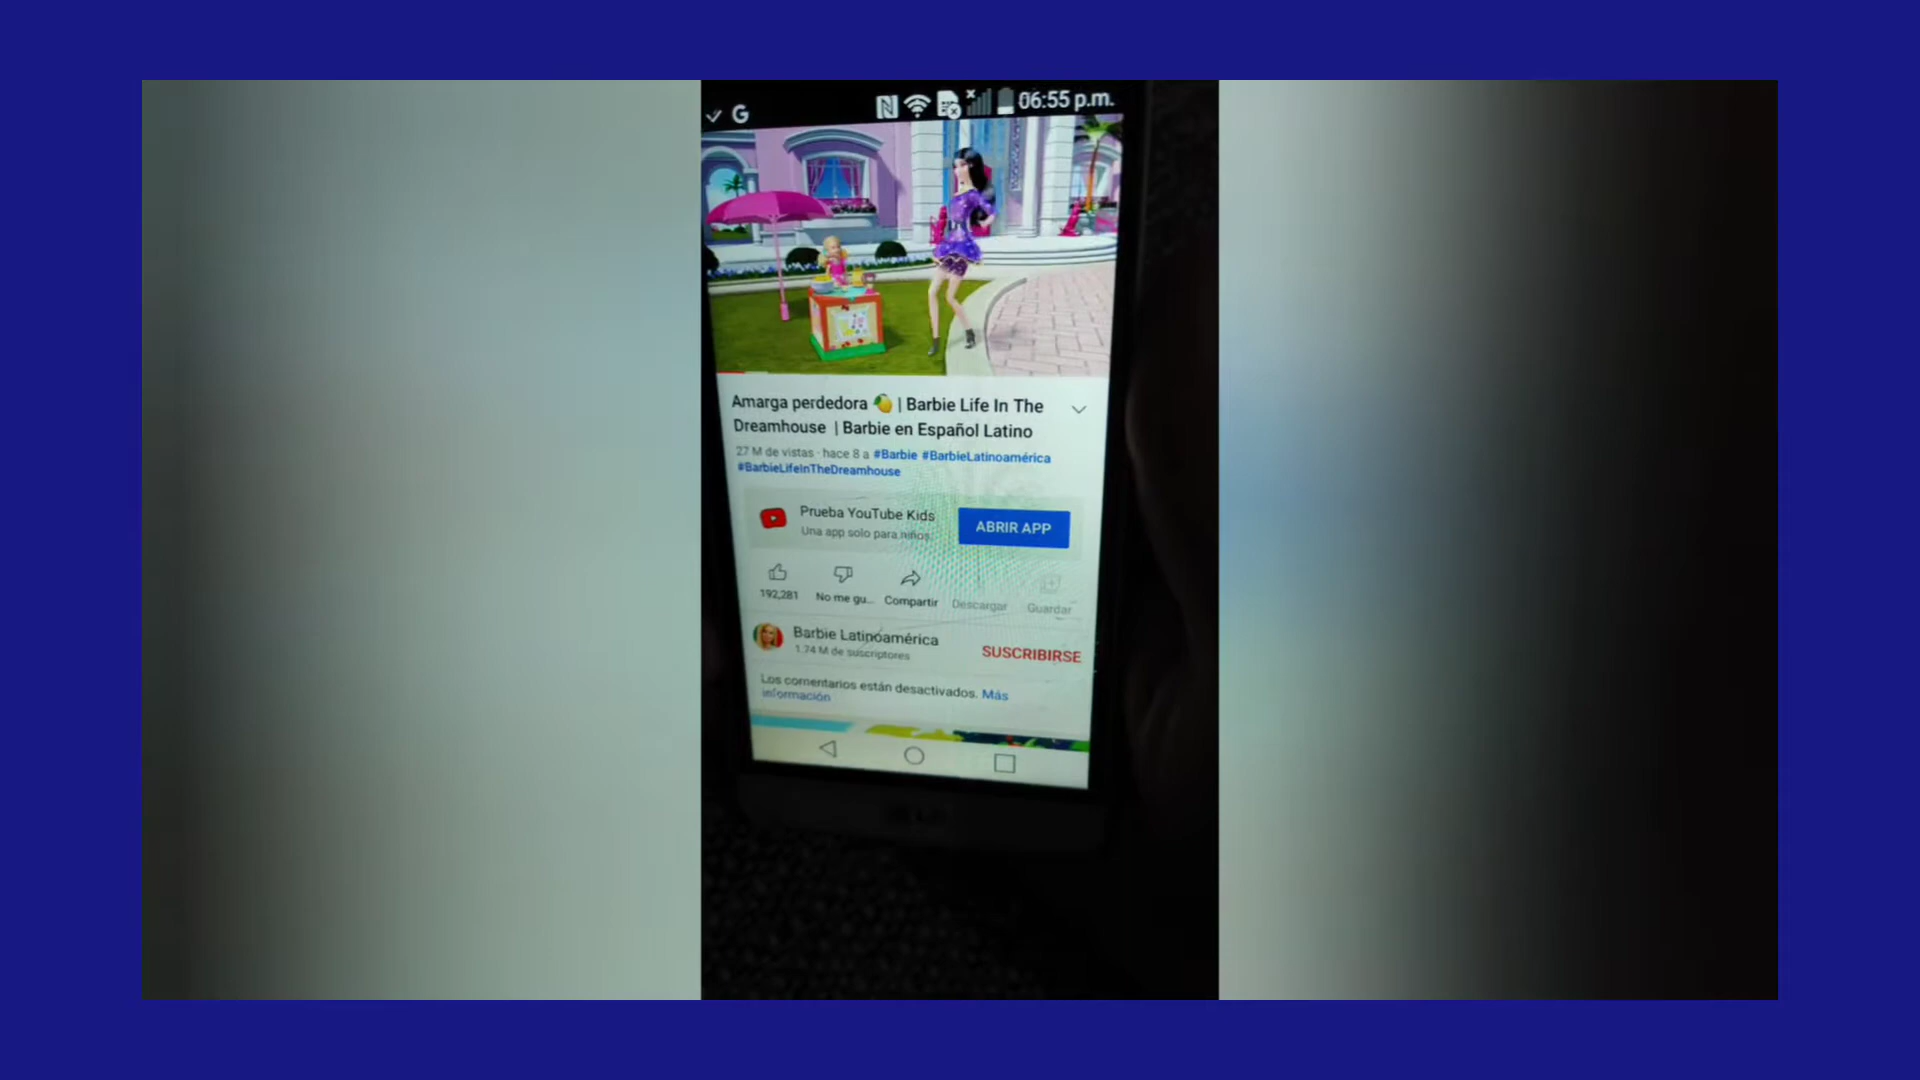 G
06:55 p.m.
Amarga perdedora 🍋 | Barbie Life In The
Dreamhouse | Barbie en Español Latino
27 M de vistas · hace 8 a #Barbie #BarbieLatinoamérica
#BarbieLifeInTheDreamhouse
Prueba YouTube Kids
Una app solo para niños.
ABRIR APP
192,281
No me gu...
Compartir
Descargar
Guardar
Barbie Latinoamérica
1.74 M de suscriptores
SUSCRIBIRSE
Los comentarios están desactivados. Más
información